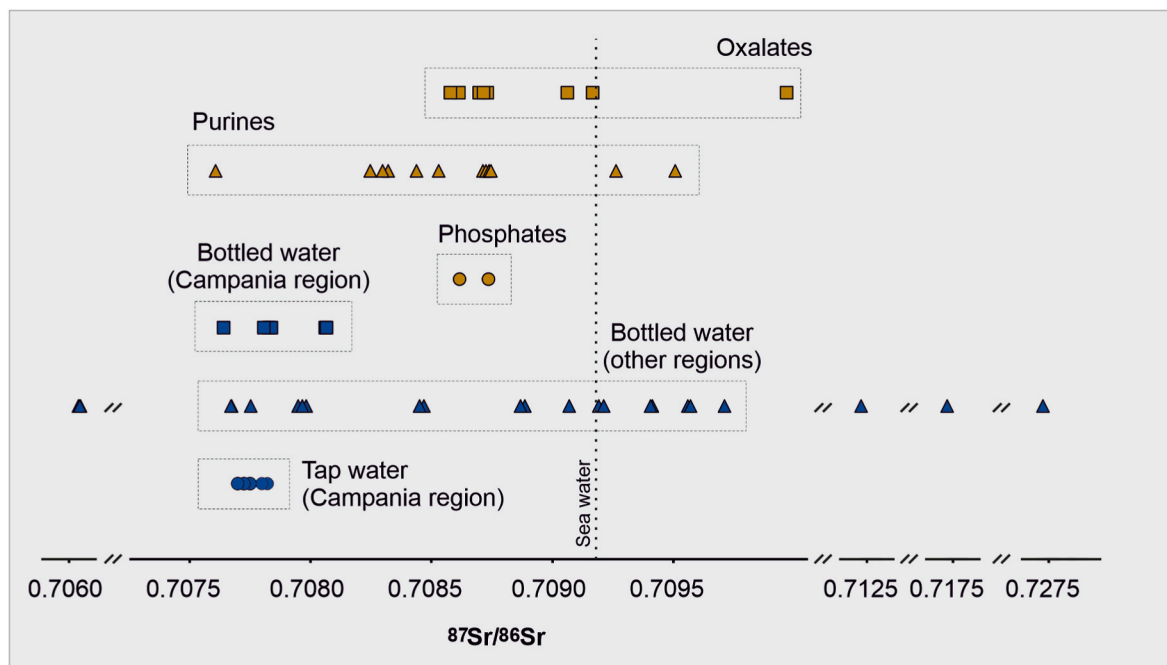 Oxalates
Purines
Phosphates
Bottled water
(Campania region)
Bottled water
(other regions)
Tap water
(Campania region)
Sea water
0.7060 0.7075 0.7080 0.7085 0.7090 0.7095 0.7125 0.7175 0.7275
⁸⁷Sr/⁸⁶Sr